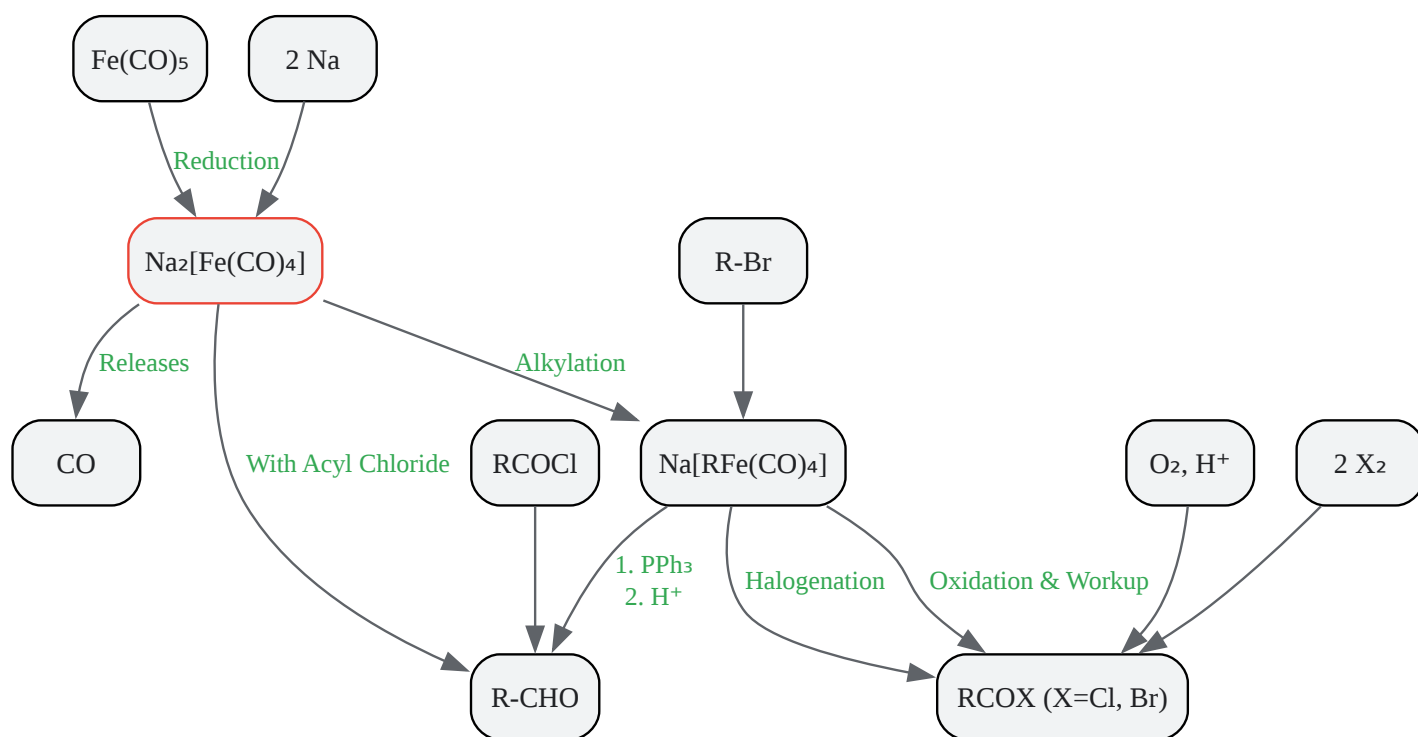 Fe(CO)₅
2 Na
Reduction
Na₂[Fe(CO)₄]
R-Br
Releases
Alkylation
CO
With Acyl Chloride
RCOCl
Na[RFe(CO)₄]
O₂, H⁺
2 X₂
1. PPh₃
2. H⁺
Halogenation
Oxidation & Workup
R-CHO
RCOX (X=Cl, Br)